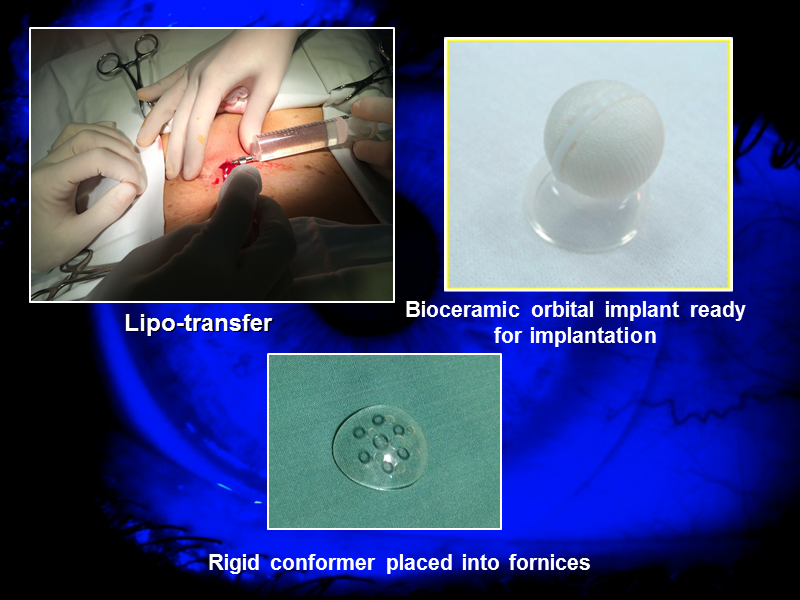 Lipo-transfer
Bioceramic orbital implant ready
for implantation
Rigid conformer placed into fornices